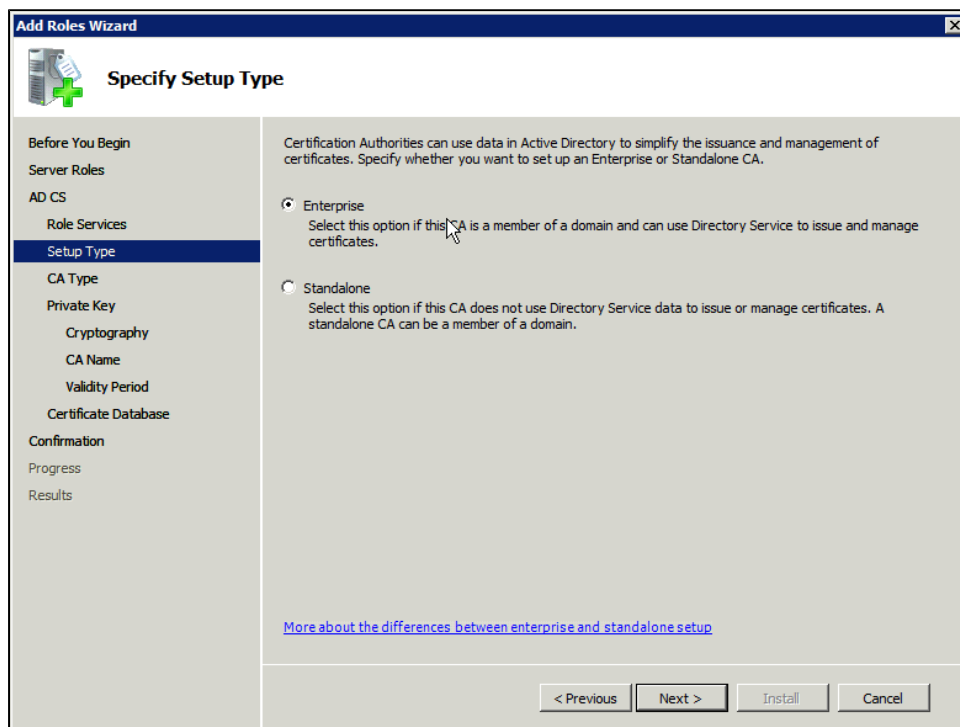 Add Roles Wizard
Specify Setup Type
Before You Begin
Server Roles
AD CS
Role Services
Setup Type
CA Type
Private Key
Cryptography
CA Name
Validity Period
Certificate Database
Confirmation
Progress
Results
Certification Authorities can use data in Active Directory to simplify the issuance and management of
certificates. Specify whether you want to set up an Enterprise or Standalone CA.
Enterprise
Select this option if this CA is a member of a domain and can use Directory Service to issue and manage
certificates.
Standalone
Select this option if this CA does not use Directory Service data to issue or manage certificates. A
standalone CA can be a member of a domain.
More about the differences between enterprise and standalone setup
< Previous
Next >
Install
Cancel